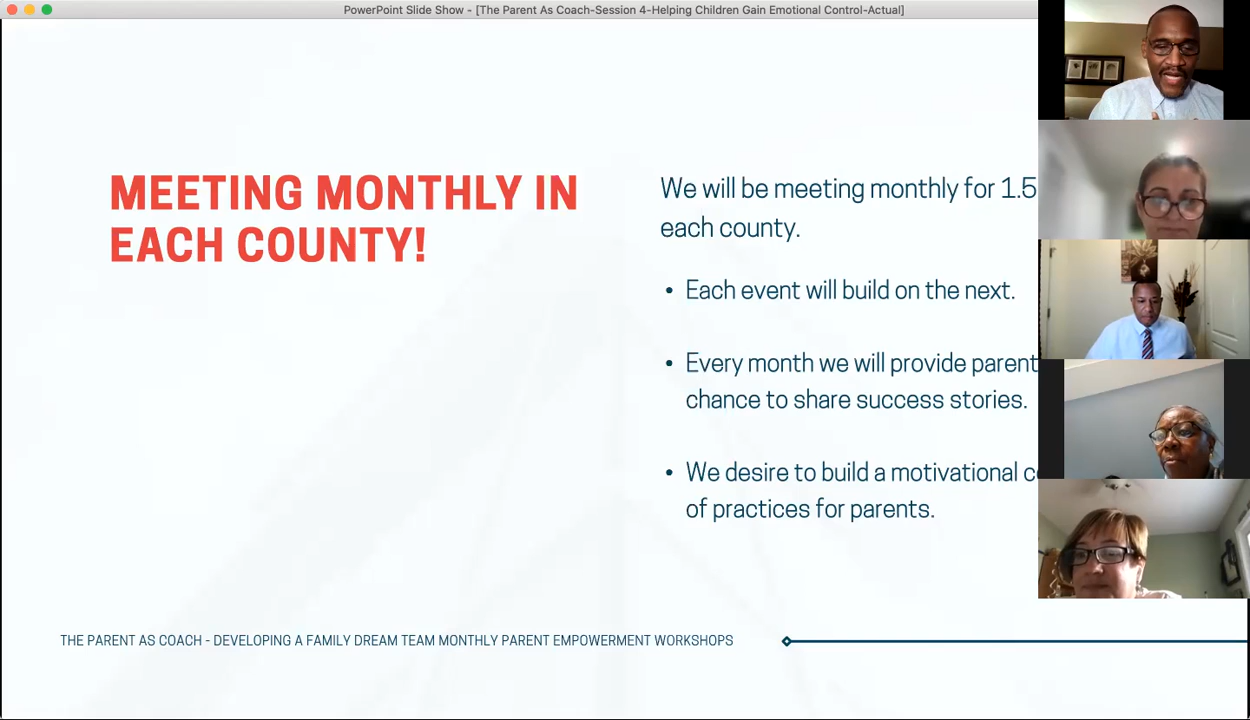 PowerPoint Slide Show - [The Parent As Coach-Session 4-Helping Children Gain Emotional Control-Actual]
MEETING MONTHLY IN
EACH COUNTY!
We will be meeting monthly for 1.5
each county.
• Each event will build on the next.
• Every month we will provide parent
chance to share success stories.
• We desire to build a motivational
of practices for parents.
THE PARENT AS COACH - DEVELOPING A FAMILY DREAM TEAM MONTHLY PARENT EMPOWERMENT WORKSHOPS